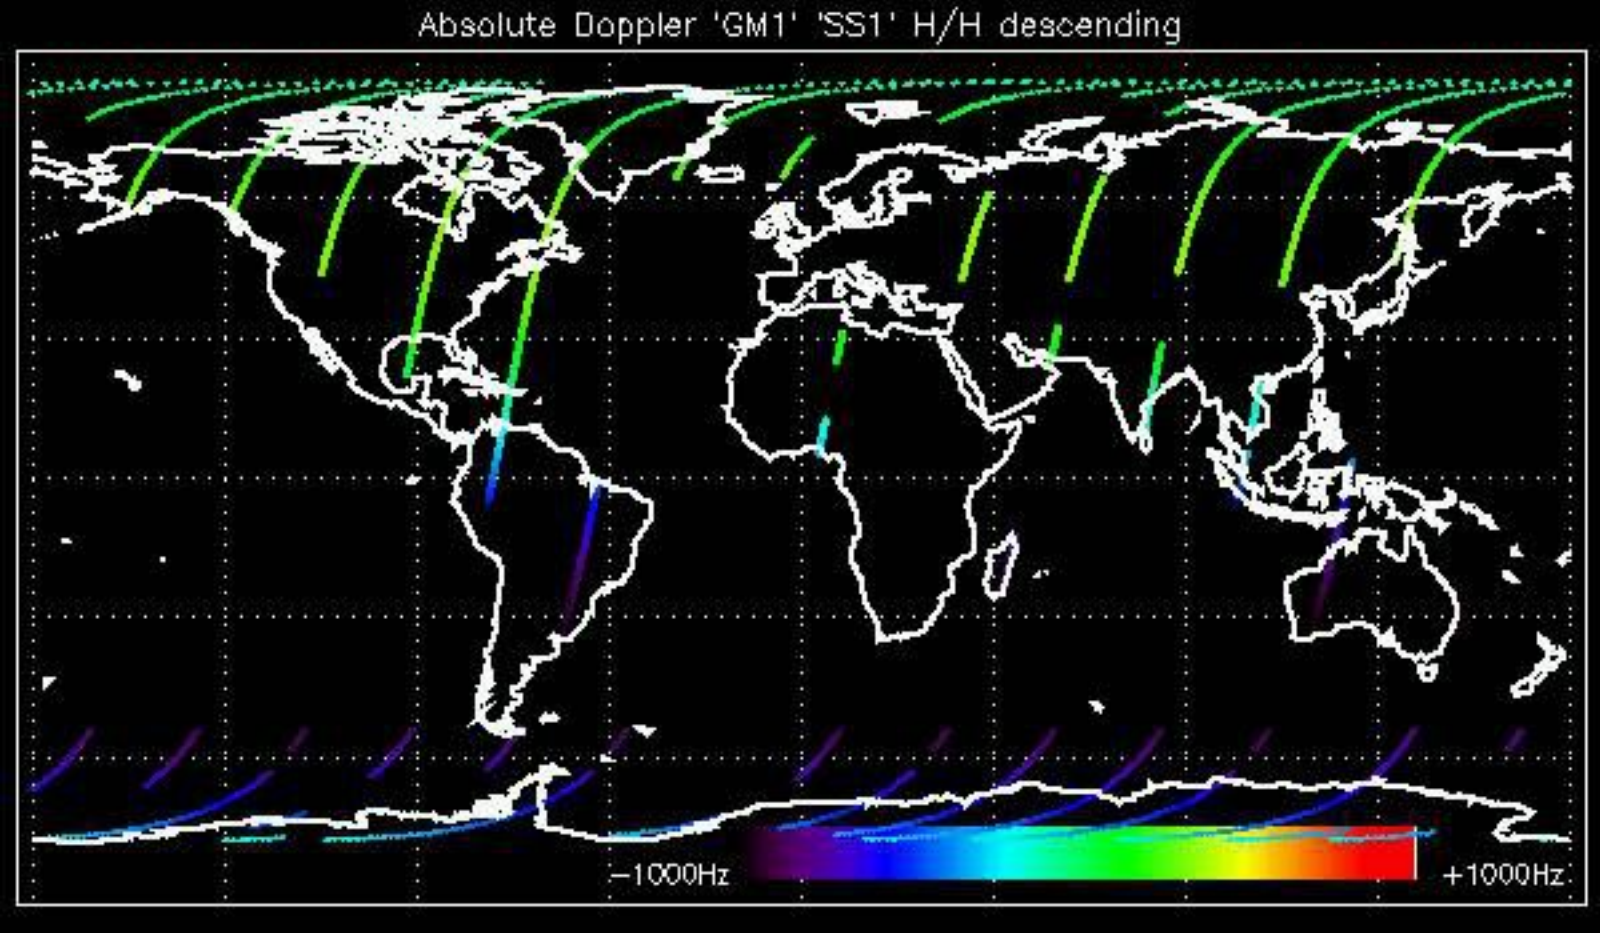 Absolute Doppler 'GM1' 'SS1' H/H descending
-1000Hz
+1000Hz